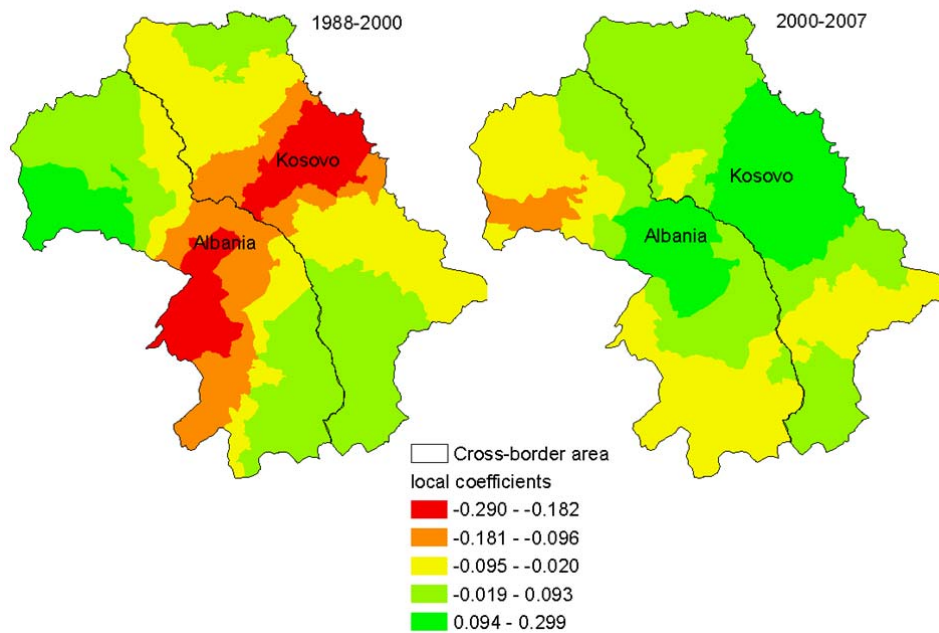 1988-2000
2000-2007
Kosovo
Albania
Kosovo
Albania
Cross-border area
local coefficients
-0.290 - -0.182
-0.181 - -0.096
-0.095 - -0.020
-0.019 - 0.093
0.094 - 0.299